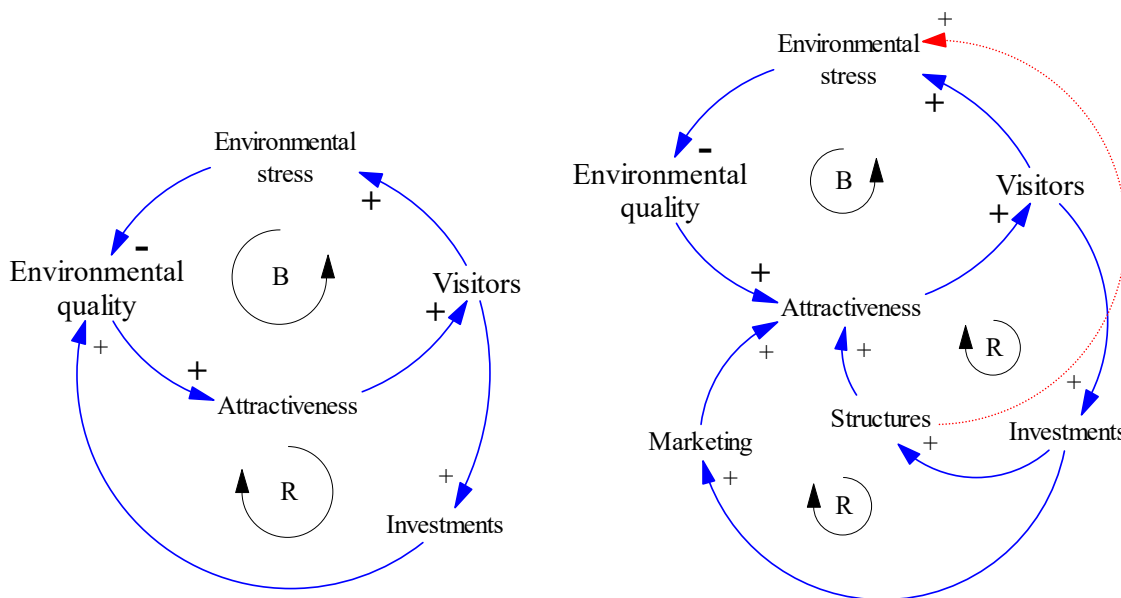 Environmental
stress
-
+
B
Environmental
quality
Visitors
+
+
+
Attractiveness
+
R
Investments
+
Environmental
stress
+
-
B
Environmental
quality
Visitors
+
+
Attractiveness
R
+
+
+
Structures
Investments
Marketing
+
+
R